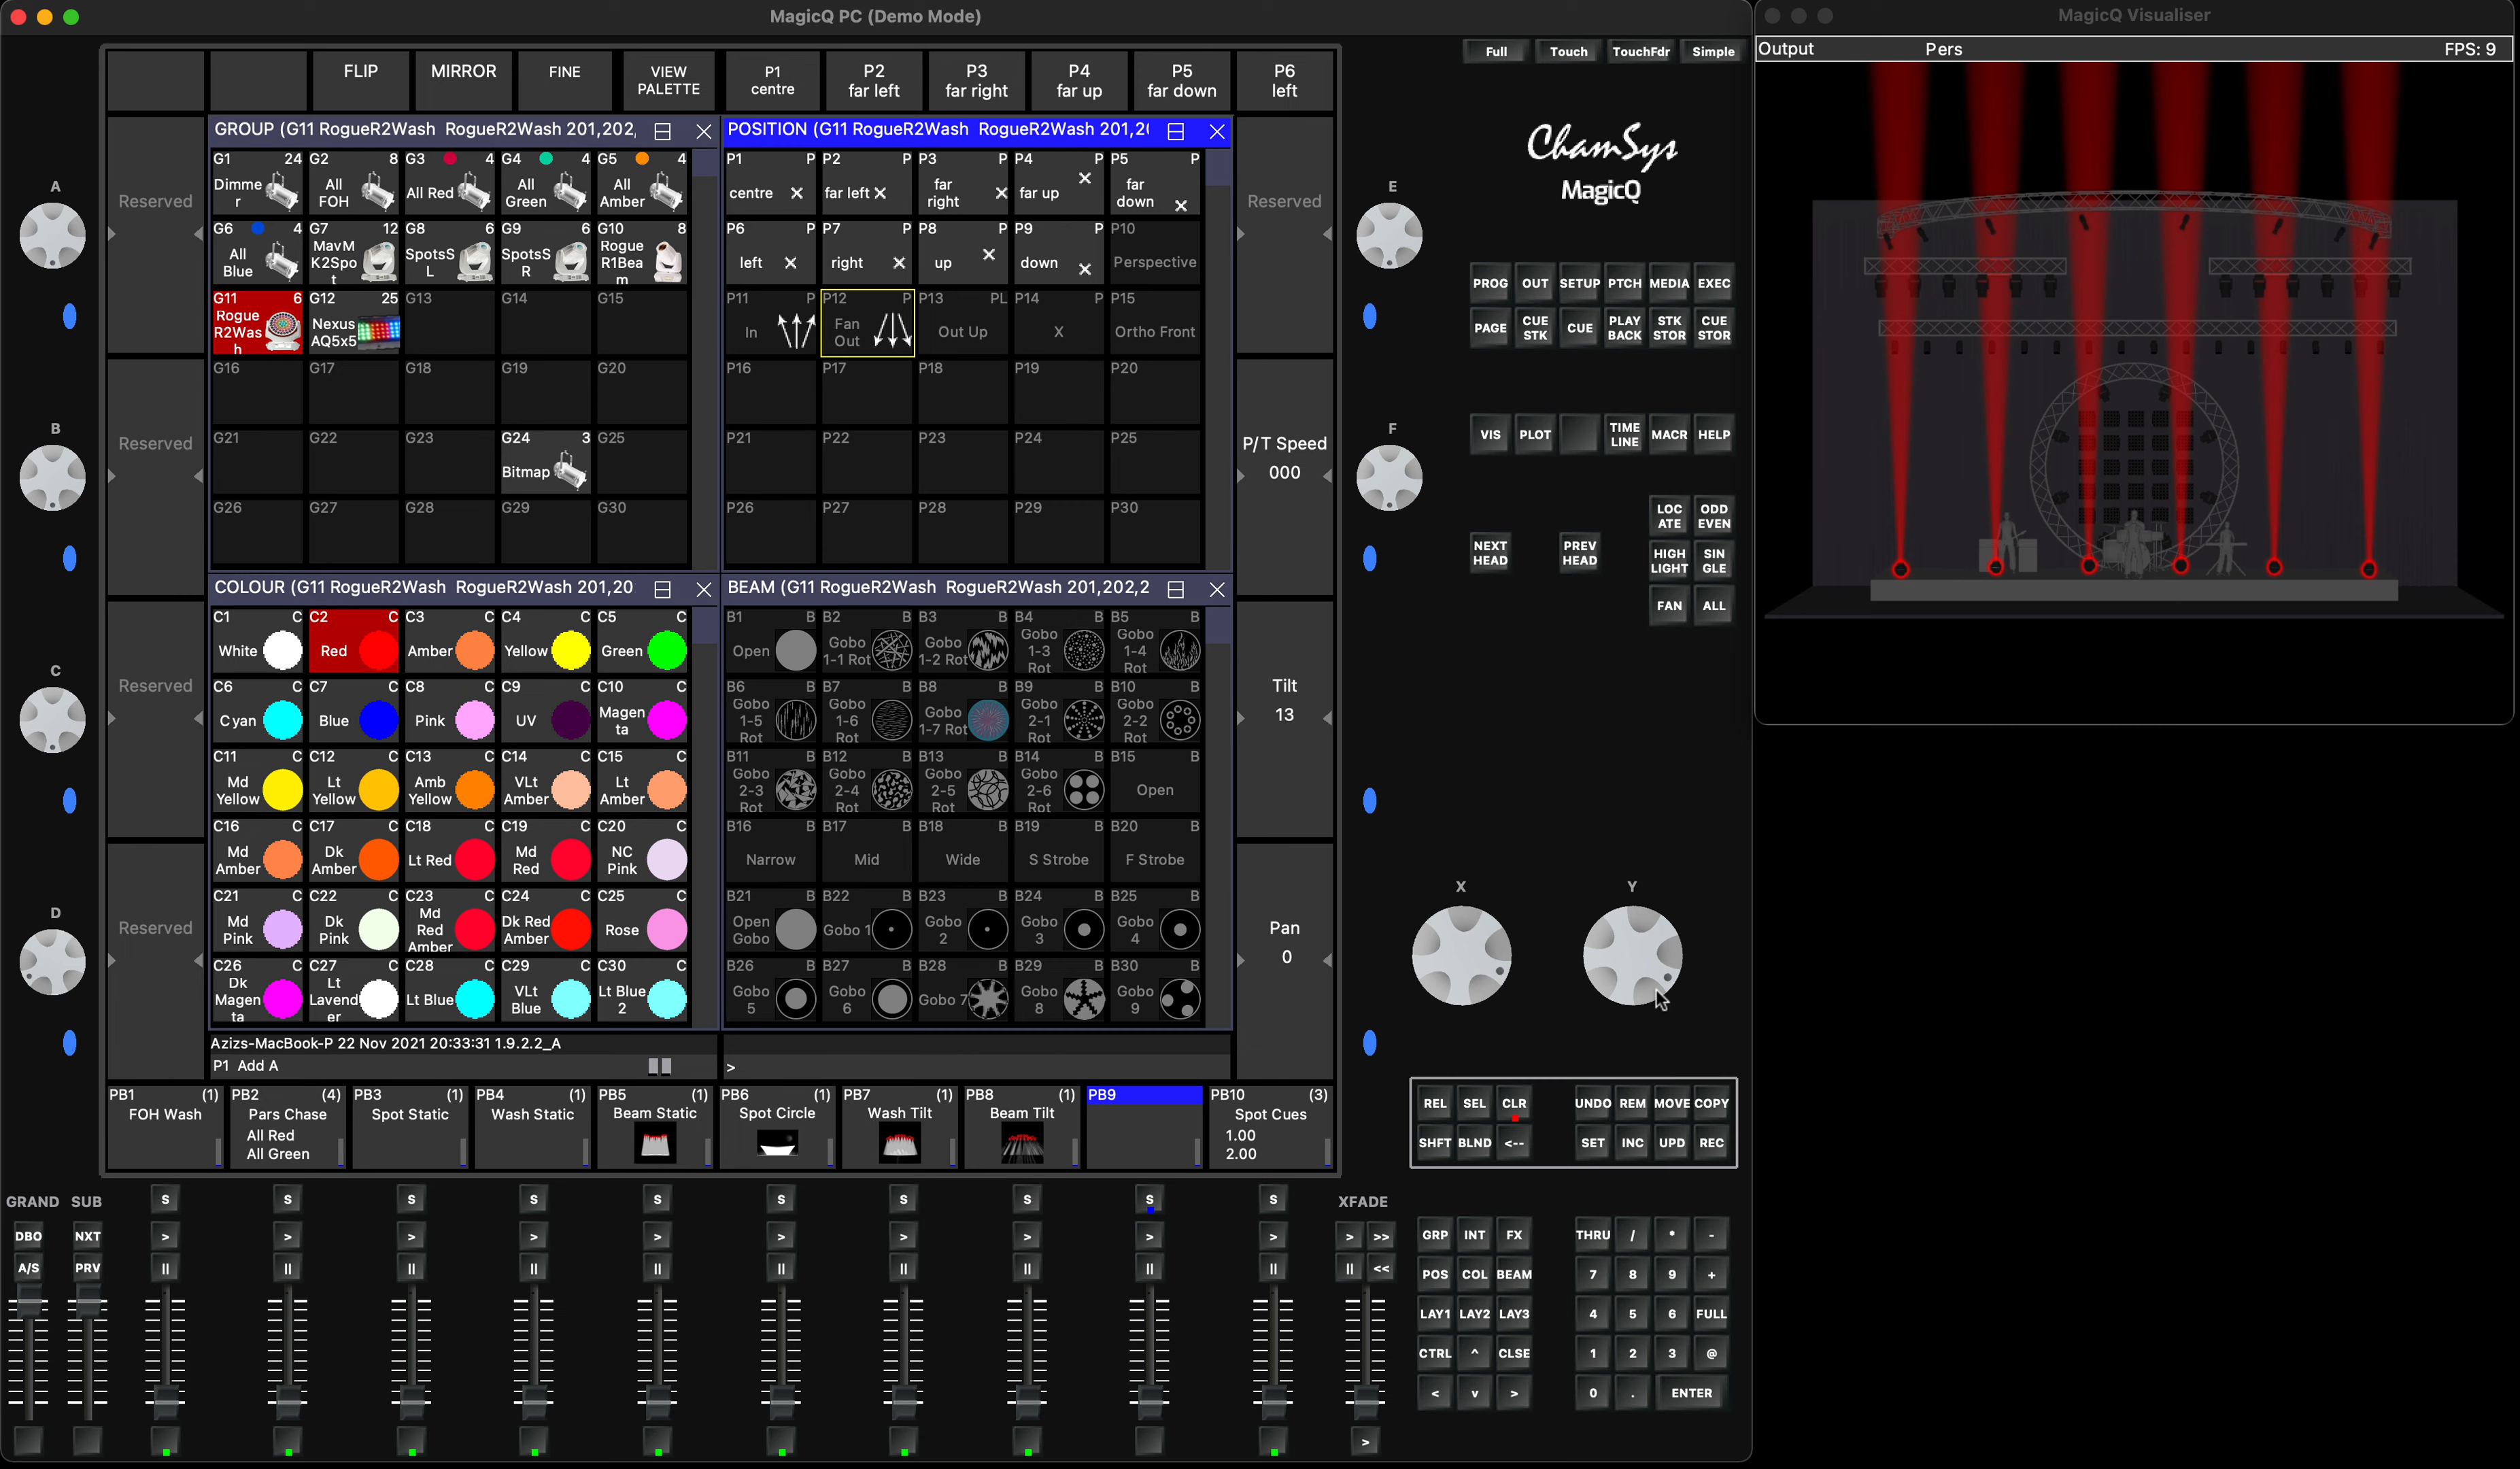 MagicQ PC (Demo Mode)
MagicQ Visualiser
Output Pers FPS: 9
Full Touch TouchFdr Simple
FLIP MIRROR FINE VIEW PALETTE P1 centre P2 far left P3 far right P4 far up P5 far down P6 left
ChamSys
MagicQ
A
B
C
D
E
F
X
Y
Reserved
Reserved
Reserved
Reserved
Reserved
P/T Speed
000
Tilt
13
Pan
0
GROUP (G11 RogueR2Wash RogueR2Wash 201,202,
G1 24 Dimmer
G2 8 All FOH
G3 4 All Red
G4 4 All Green
G5 4 All Amber
G6 4 All Blue
G7 12 MavMK2Spot
G8 6 SpotsSL
G9 6 SpotsSR
G10 8 RogueR1Beam
G11 6 RogueR2Wash
G12 25 NexusAQ5x5
G13 G14 G15
G16 G17 G18 G19 G20
G21 G22 G23
G24 3 Bitmap
G25
G26 G27 G28 G29 G30
POSITION (G11 RogueR2Wash RogueR2Wash 201,2
P1 P centre
P2 P far left
P3 P far right
P4 P far up
P5 P far down
P6 P left
P7 P right
P8 P up
P9 P down
P10 Perspective
P11 P In
P12 P Fan Out
P13 PL Out Up
P14 P X
P15 Ortho Front
P16 P17 P18 P19 P20
P21 P22 P23 P24 P25
P26 P27 P28 P29 P30
COLOUR (G11 RogueR2Wash RogueR2Wash 201,20
C1 C White
C2 C Red
C3 C Amber
C4 C Yellow
C5 C Green
C6 C Cyan
C7 C Blue
C8 C Pink
C9 C UV
C10 C Magenta
C11 C Md Yellow
C12 C Lt Yellow
C13 C Amb Yellow
C14 C VLt Amber
C15 C Lt Amber
C16 C Md Amber
C17 C Dk Amber
C18 C Lt Red
C19 C Md Red
C20 C NC Pink
C21 C Md Pink
C22 C Dk Pink
C23 C Md Red Amber
C24 C Dk Red Amber
C25 C Rose
C26 C Dk Magenta
C27 C Lt Lavender
C28 C Lt Blue
C29 C VLt Blue
C30 C Lt Blue 2
BEAM (G11 RogueR2Wash RogueR2Wash 201,202,2
B1 B Open
B2 B Gobo 1-1 Rot
B3 B Gobo 1-2 Rot
B4 B Gobo 1-3 Rot
B5 B Gobo 1-4 Rot
B6 B Gobo 1-5 Rot
B7 B Gobo 1-6 Rot
B8 B Gobo 1-7 Rot
B9 B Gobo 2-1 Rot
B10 B Gobo 2-2 Rot
B11 B Gobo 2-3 Rot
B12 B Gobo 2-4 Rot
B13 B Gobo 2-5 Rot
B14 B Gobo 2-6 Rot
B15 B Open
B16 B Narrow
B17 B Mid
B18 B Wide
B19 B S Strobe
B20 B F Strobe
B21 B Open Gobo
B22 B Gobo 1
B23 B Gobo 2
B24 B Gobo 3
B25 B Gobo 4
B26 B Gobo 5
B27 B Gobo 6
B28 B Gobo 7
B29 B Gobo 8
B30 B Gobo 9
Azizs-MacBook-P 22 Nov 2021 20:33:31 1.9.2.2_A
P1 Add A
>
PB1 (1) FOH Wash
PB2 (4) Pars Chase All Red All Green
PB3 (1) Spot Static
PB4 (1) Wash Static
PB5 (1) Beam Static
PB6 (1) Spot Circle
PB7 (1) Wash Tilt
PB8 (1) Beam Tilt
PB9
PB10 (3) Spot Cues 1.00 2.00
PROG OUT SETUP PTCH MEDIA EXEC
PAGE CUE STK CUE PLAY BACK STK STOR CUE STOR
VIS PLOT TIME LINE MACR HELP
LOC ATE ODD EVEN
NEXT HEAD PREV HEAD HIGH LIGHT SIN GLE
FAN ALL
REL SEL CLR UNDO REM MOVE COPY
SHFT BLND <-- SET INC UPD REC
GRAND SUB XFADE
S S S S S S S S S S
DBO NXT > > > > > > > > > > > >>
A/S PRV II II II II II II II II II II II <<
>
GRP INT FX THRU / * -
POS COL BEAM 7 8 9 +
LAY1 LAY2 LAY3 4 5 6 FULL
CTRL ^ CLSE 1 2 3 @
< v > 0 . ENTER